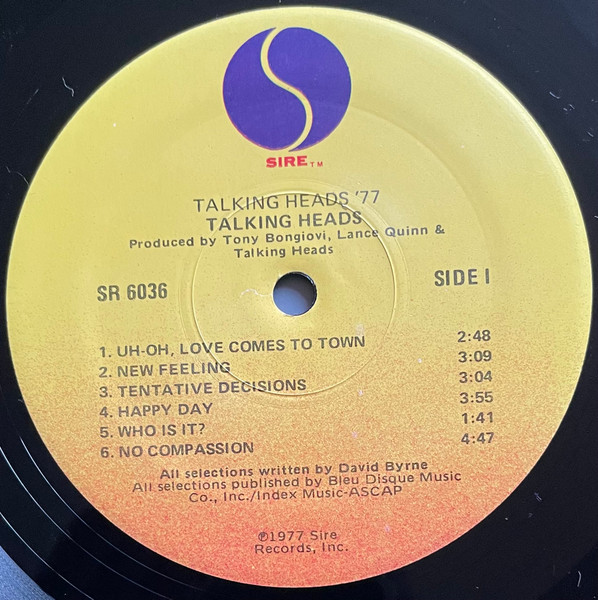 SIRE™
TALKING HEADS '77
TALKING HEADS
Produced by Tony Bongiovi, Lance Quinn &
Talking Heads
SR 6036 SIDE I
1. UH-OH, LOVE COMES TO TOWN 2:48
2. NEW FEELING 3:09
3. TENTATIVE DECISIONS 3:04
4. HAPPY DAY 3:55
5. WHO IS IT? 1:41
6. NO COMPASSION 4:47
All selections written by David Byrne
All selections published by Bleu Disque Music
Co., Inc./Index Music-ASCAP
℗1977 Sire
Records, Inc.